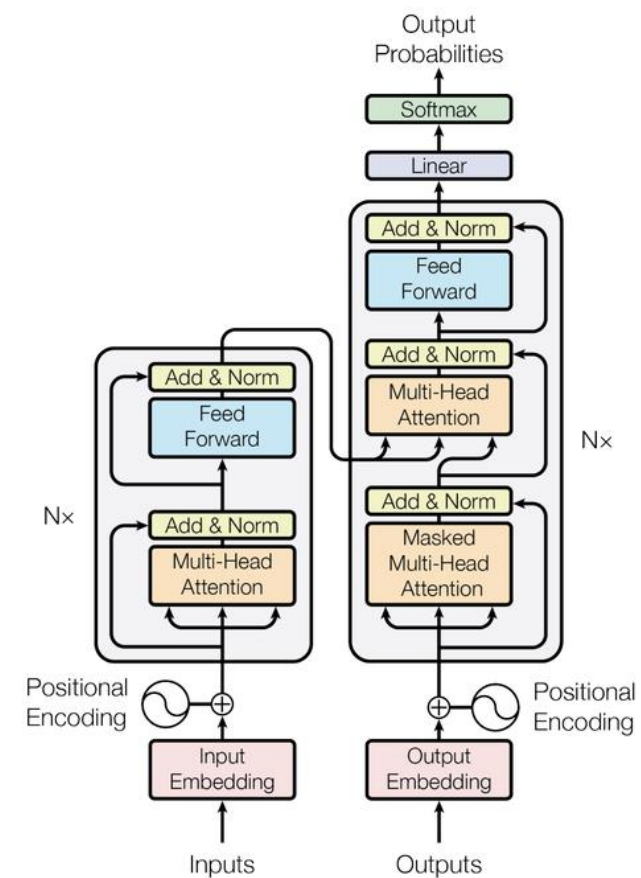 Output
Probabilities
Softmax
Linear
Add & Norm
Feed
Forward
Add & Norm
Multi-Head
Attention
Add & Norm
Masked
Multi-Head
Attention
N×
Add & Norm
Feed
Forward
Add & Norm
Multi-Head
Attention
N×
Positional
Encoding
Positional
Encoding
Input
Embedding
Output
Embedding
Inputs
Outputs